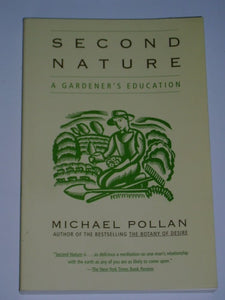 SECOND
NATURE
A GARDENER'S EDUCATION
MICHAEL POLLAN
AUTHOR OF THE BESTSELLING THE BOTANY OF DESIRE
"Second Nature is . . . as delicious a meditation on one man's relationship
with the earth as any of you are as likely to come upon."
—The New York Times Book Review